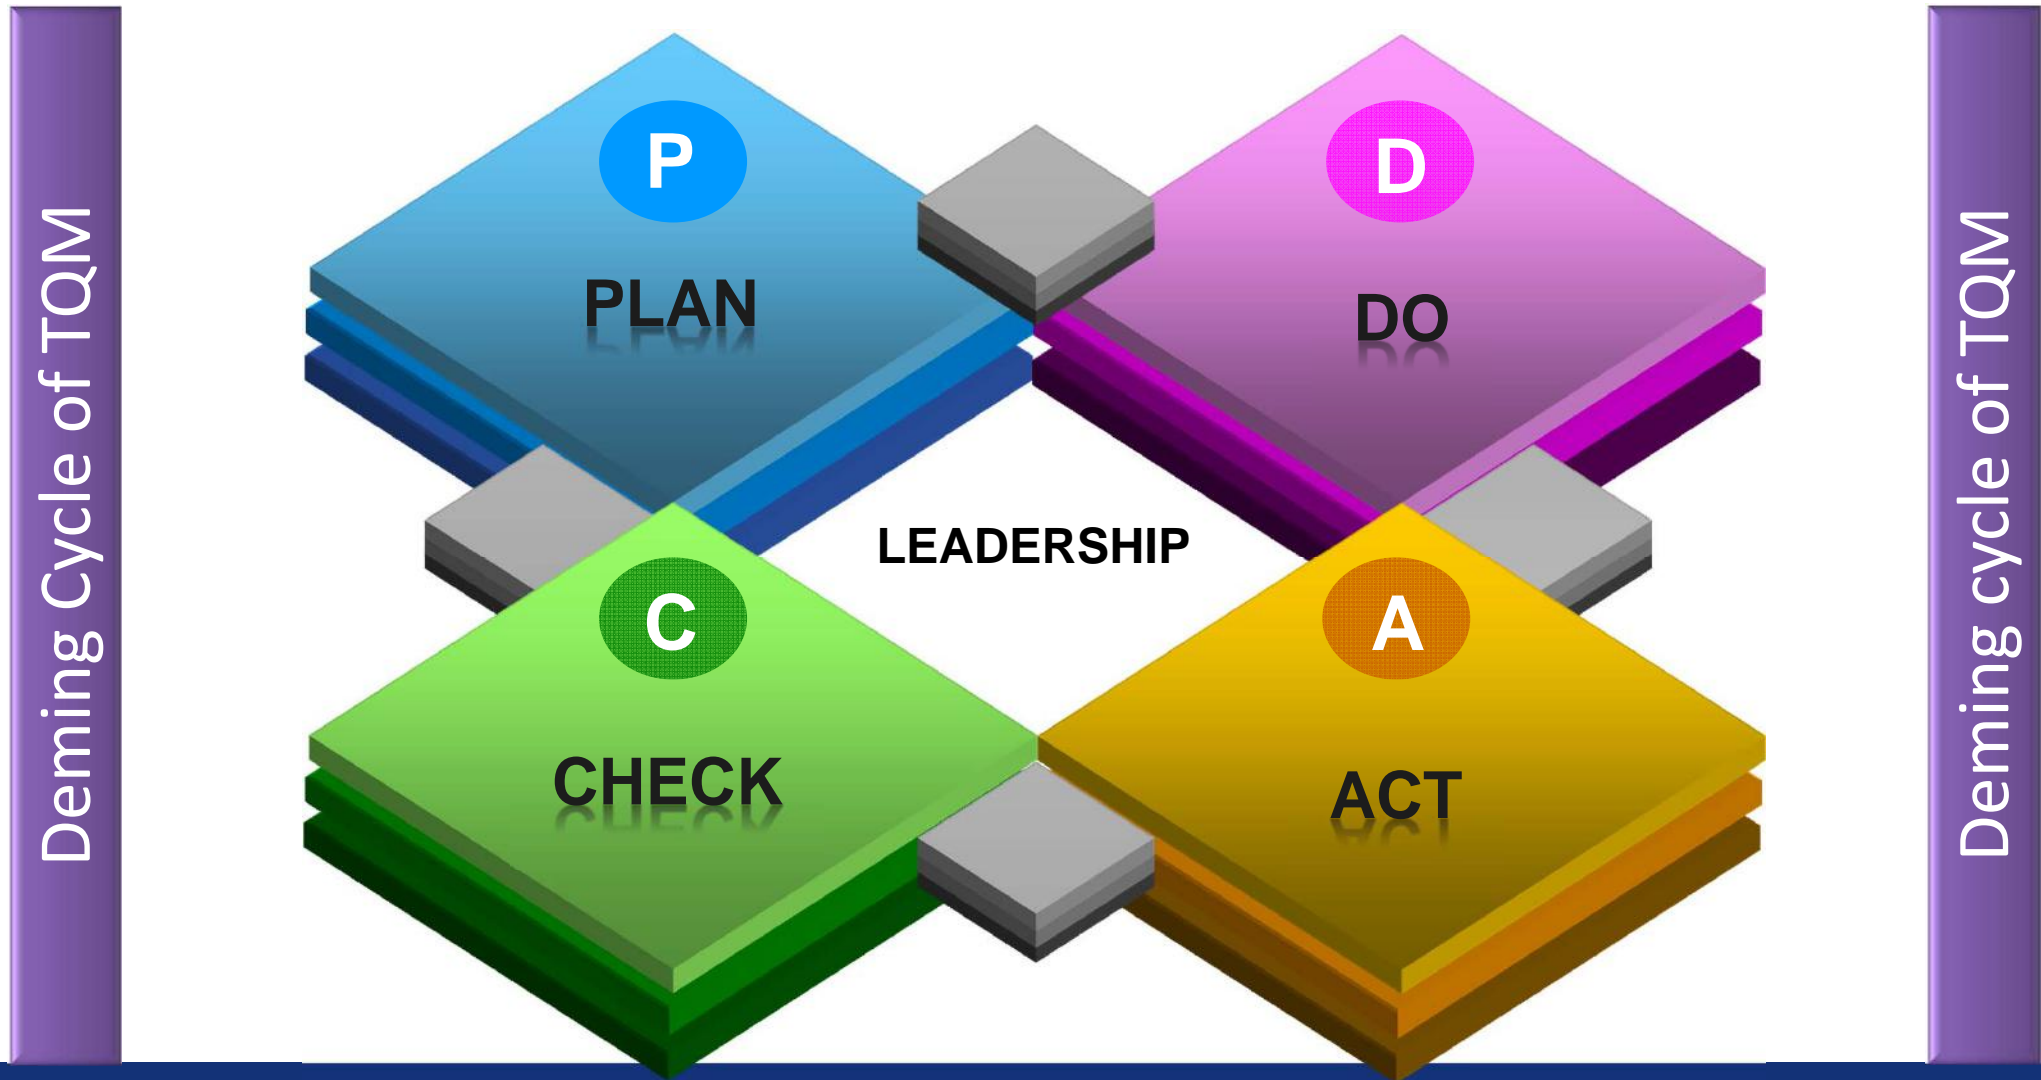 Deming Cycle of TQM
P
PLAN
D
DO
LEADERSHIP
C
CHECK
A
ACT
Deming cycle of TQM